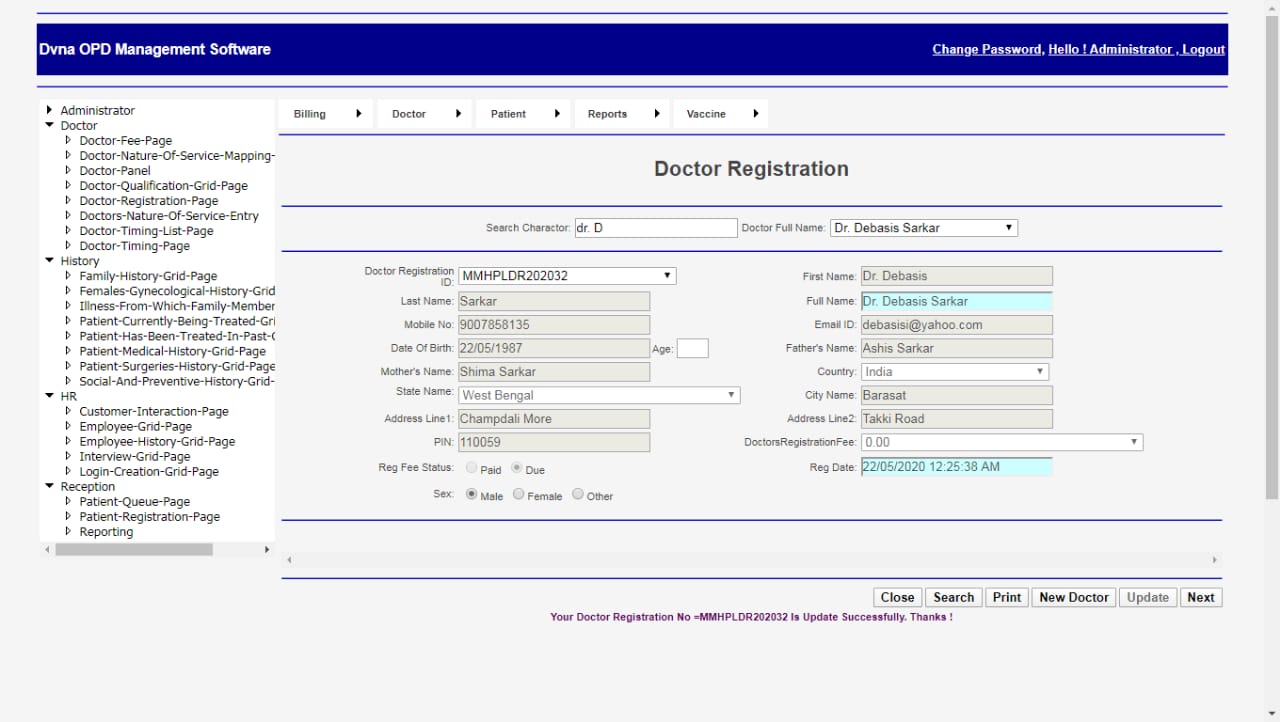 Dvna OPD Management Software
Change Password, Hello ! Administrator , Logout
Administrator
Doctor
Doctor-Fee-Page
Doctor-Nature-Of-Service-Mapping-
Doctor-Panel
Doctor-Qualification-Grid-Page
Doctor-Registration-Page
Doctors-Nature-Of-Service-Entry
Doctor-Timing-List-Page
Doctor-Timing-Page
History
Family-History-Grid-Page
Females-Gynecological-History-Grid
Illness-From-Which-Family-Member
Patient-Currently-Being-Treated-Gri
Patient-Has-Been-Treated-In-Past-G
Patient-Medical-History-Grid-Page
Patient-Surgeries-History-Grid-Page
Social-And-Preventive-History-Grid-
HR
Customer-Interaction-Page
Employee-Grid-Page
Employee-History-Grid-Page
Interview-Grid-Page
Login-Creation-Grid-Page
Reception
Patient-Queue-Page
Patient-Registration-Page
Reporting
Billing Doctor Patient Reports Vaccine
Doctor Registration
Search Charactor: dr. D Doctor Full Name: Dr. Debasis Sarkar
Doctor Registration ID: MMHPLDR202032 First Name: Dr. Debasis
Last Name: Sarkar Full Name: Dr. Debasis Sarkar
Mobile No: 9007858135 Email ID: debasisi@yahoo.com
Date Of Birth: 22/05/1987 Age: Father's Name: Ashis Sarkar
Mother's Name: Shima Sarkar Country: India
State Name: West Bengal City Name: Barasat
Address Line1: Champdali More Address Line2: Takki Road
PIN: 110059 DoctorsRegistrationFee: 0.00
Reg Fee Status: Paid Due Reg Date: 22/05/2020 12:25:38 AM
Sex: Male Female Other
Close Search Print New Doctor Update Next
Your Doctor Registration No =MMHPLDR202032 Is Update Successfully. Thanks !